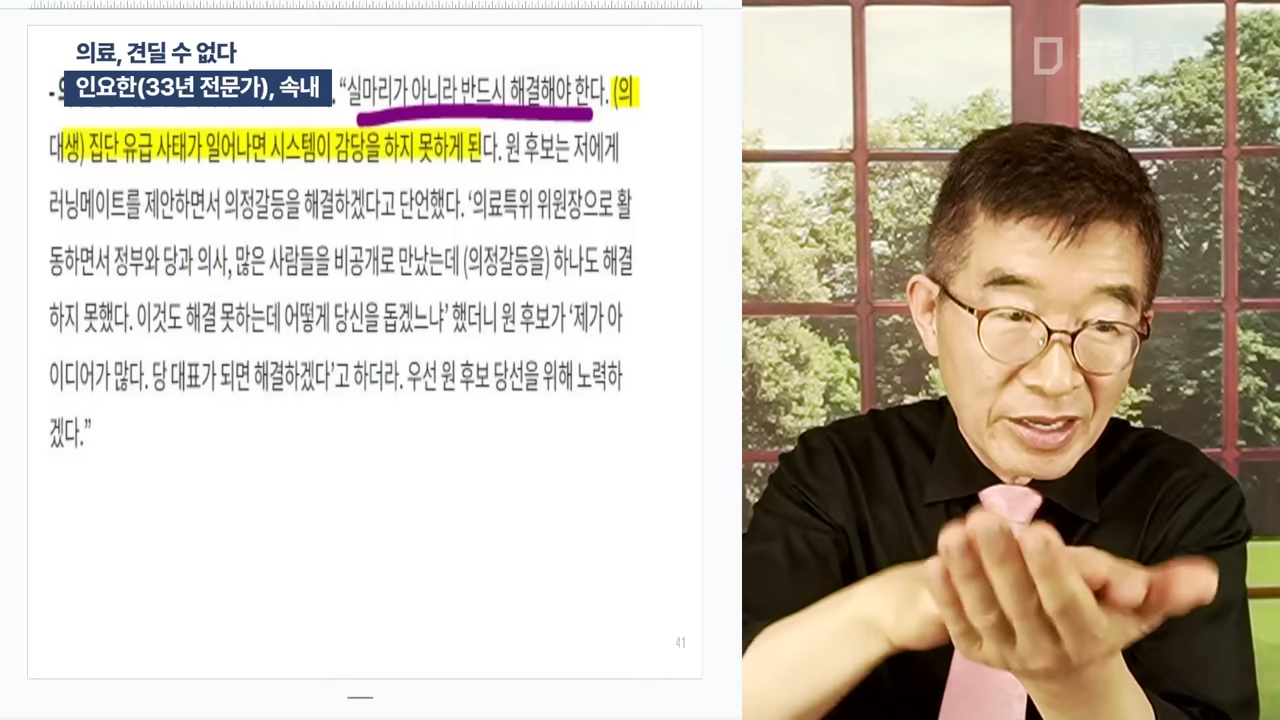 의료, 견딜 수 없다
인요한(33년 전문가), 속내
“실마리가 아니라 반드시 해결해야 한다. (의
대생) 집단 유급 사태가 일어나면 시스템이 감당을 하지 못하게 된다. 원 후보는 저에게
러닝메이트를 제안하면서 의정갈등을 해결하겠다고 단언했다. ‘의료특위 위원장으로 활
동하면서 정부와 당과 의사, 많은 사람들을 비공개로 만났는데 (의정갈등을) 하나도 해결
하지 못했다. 이것도 해결 못하는데 어떻게 당신을 돕겠느냐’ 했더니 원 후보가 ‘제가 아
이디어가 많다. 당 대표가 되면 해결하겠다’고 하더라. 우선 원 후보 당선을 위해 노력하
겠다.”
41